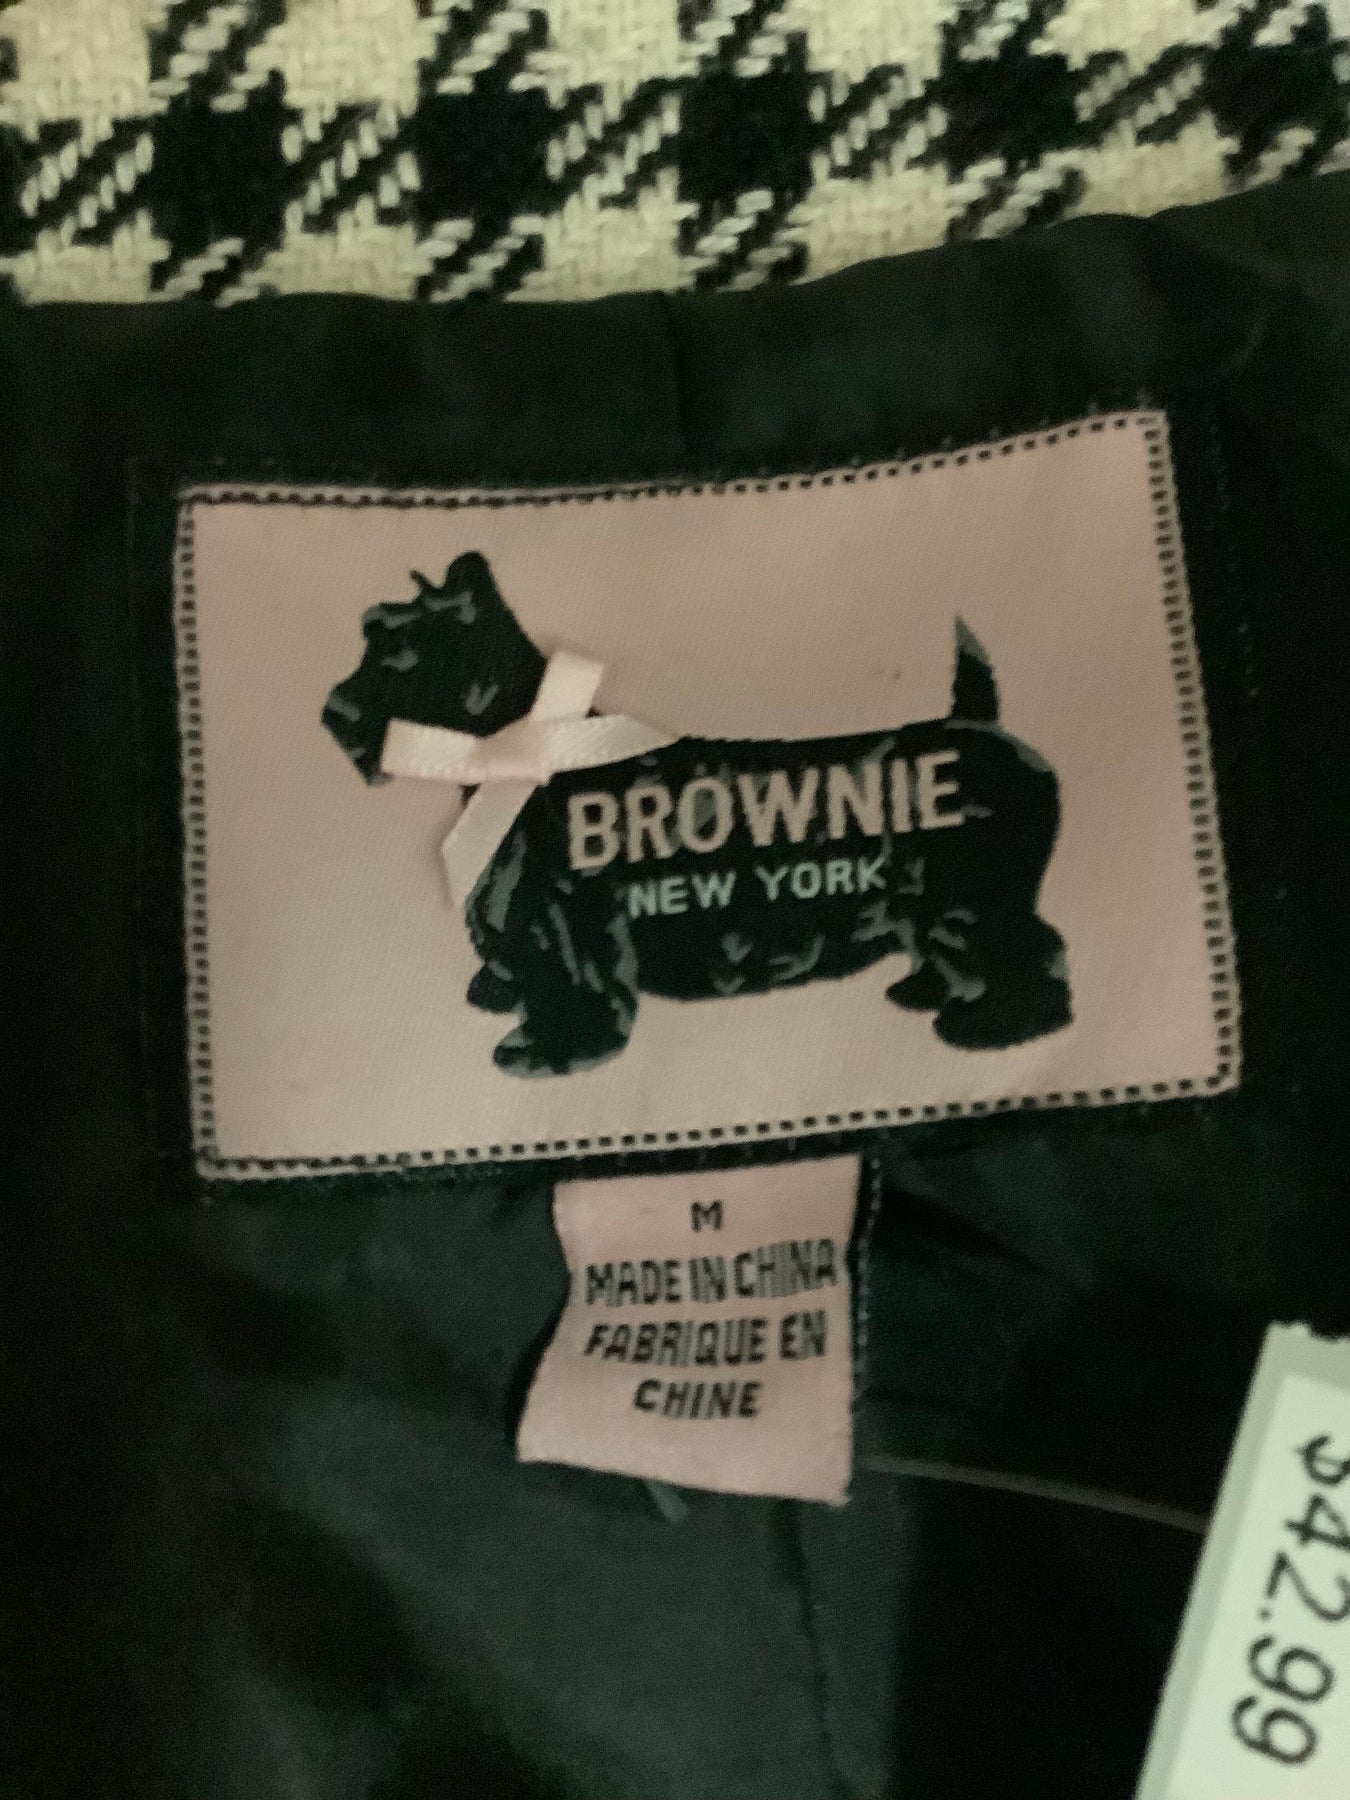 BROWNIE
NEW YORK
M
MADE IN CHINA
FABRIQUE EN
CHINE
$42.99